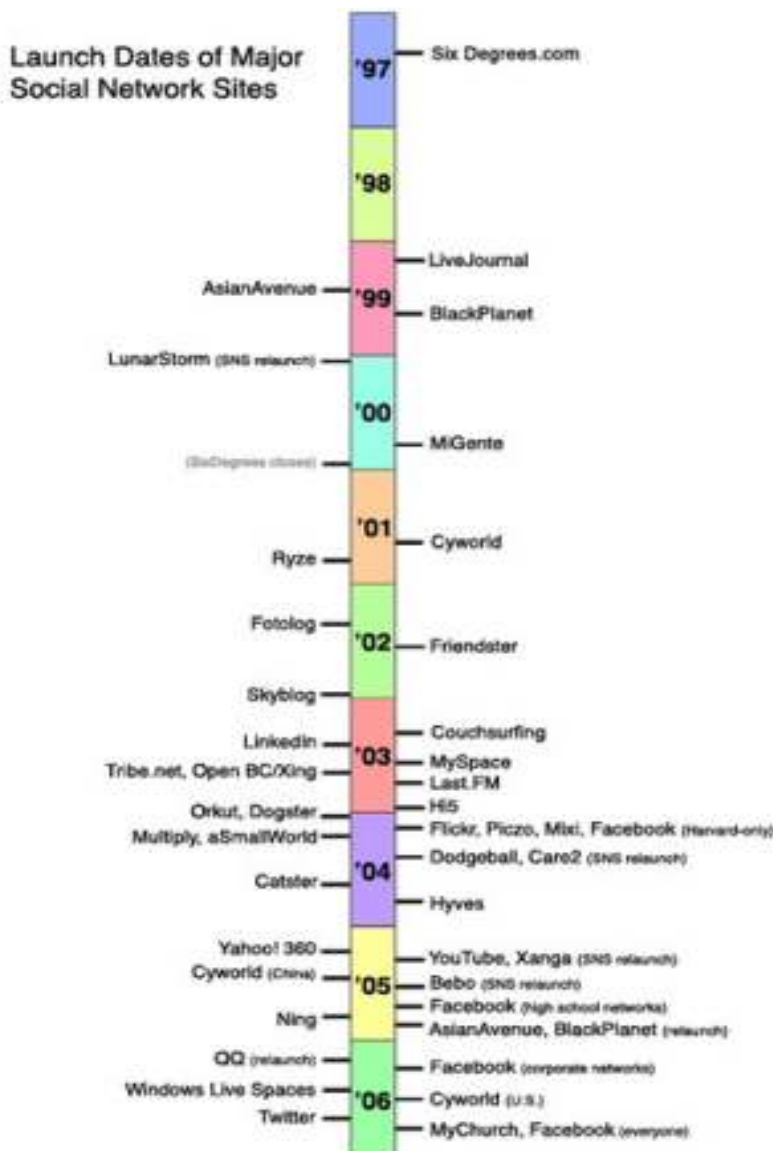 Launch Dates of Major
Social Network Sites
'97
Six Degrees.com
'98
'99
LiveJournal
AsianAvenue
BlackPlanet
'00
LunarStorm (SNS relaunch)
MiGente
(SixDegrees closes)
'01
Cyworld
Ryze
'02
Fotolog
Friendster
Skyblog
'03
Couchsurfing
LinkedIn
MySpace
Tribe.net, Open BC/Xing
Last.FM
Hi5
'04
Orkut, Dogster
Flickr, Piczo, Mixi, Facebook (Harvard-only)
Multiply, aSmallWorld
Dodgeball, Care2 (SNS relaunch)
Catster
Hyves
'05
Yahoo! 360
YouTube, Xanga (SNS relaunch)
Cyworld (China)
Bebo (SNS relaunch)
Facebook (high school networks)
Ning
AsianAvenue, BlackPlanet (relaunch)
'06
QQ (relaunch)
Facebook (corporate networks)
Windows Live Spaces
Cyworld (U.S.)
Twitter
MyChurch, Facebook (everyone)